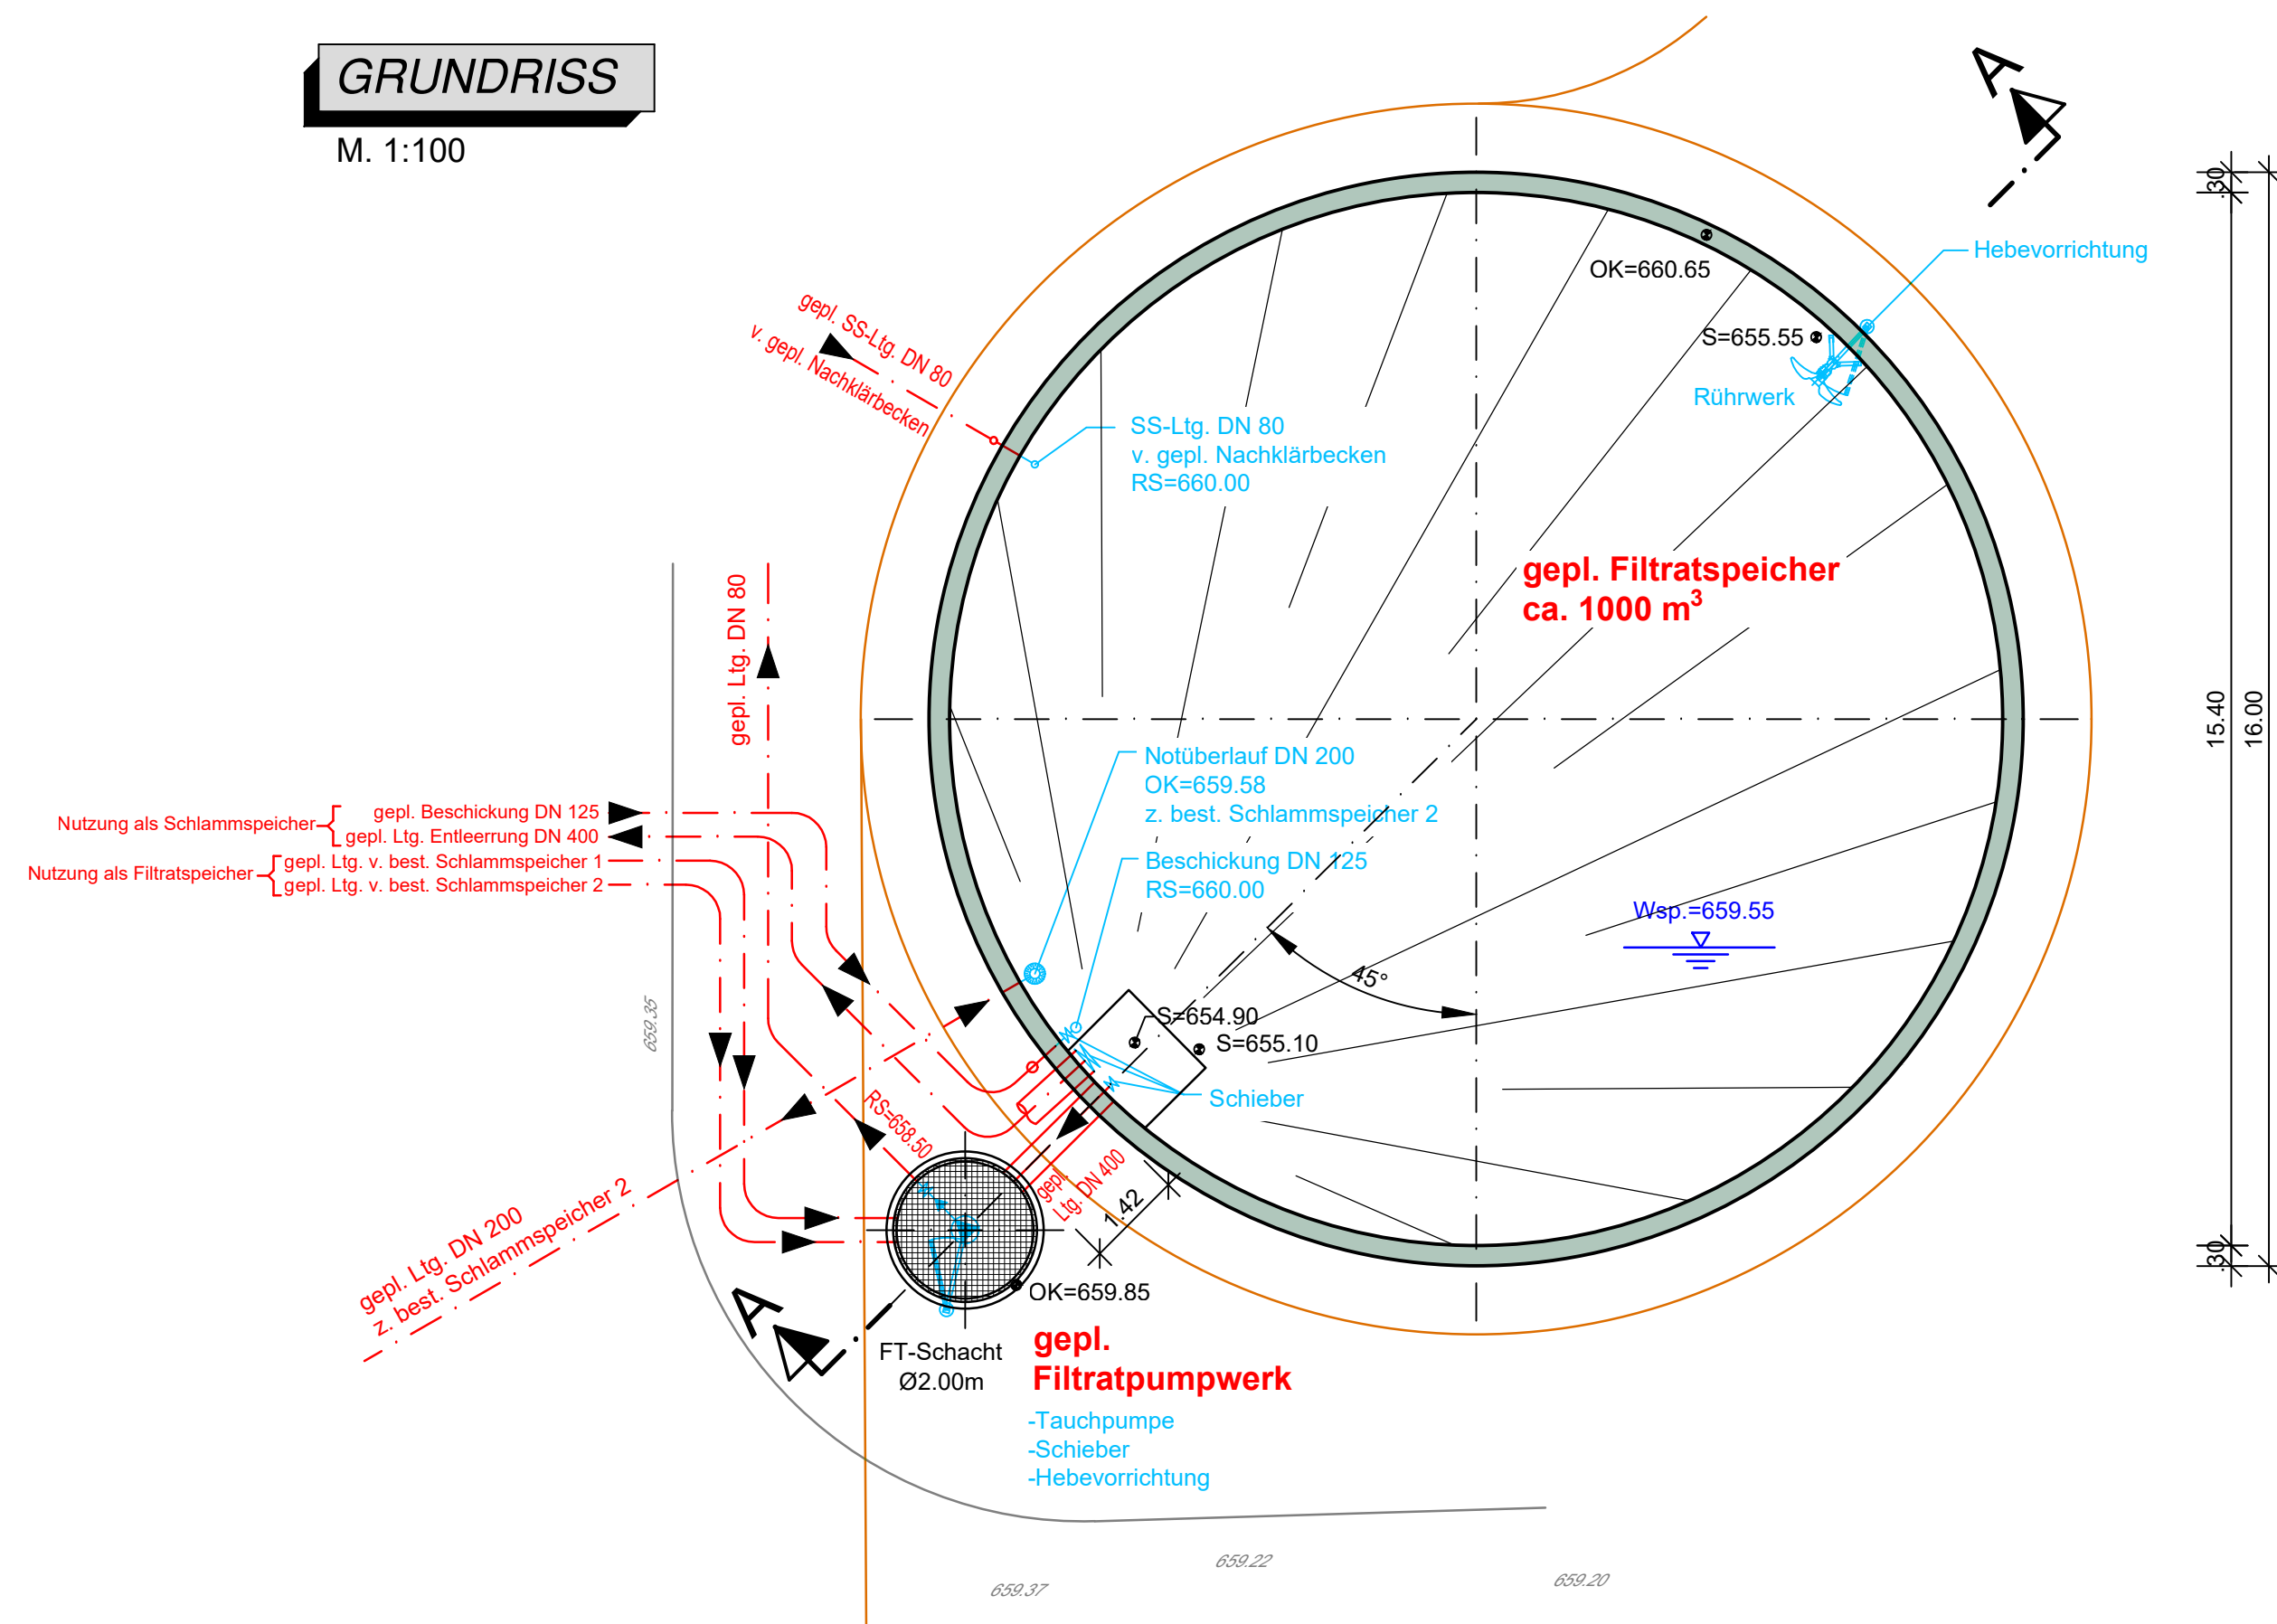 GRUNDRISS
M. 1:100
A
.30
Hebevorrichtung
OK=660.65
S=655.55
Rührwerk
gepl. SS-Ltg. DN 80
v. gepl. Nachklärbecken
SS-Ltg. DN 80
v. gepl. Nachklärbecken
RS=660.00
gepl. Filtratspeicher
ca. 1000 m³
gepl. Ltg. DN 80
15.40
16.00
Notüberlauf DN 200
OK=659.58
z. best. Schlammspeicher 2
Nutzung als Schlammspeicher
gepl. Beschickung DN 125
gepl. Ltg. Entleerrung DN 400
Nutzung als Filtratspeicher
gepl. Ltg. v. best. Schlammspeicher 1
gepl. Ltg. v. best. Schlammspeicher 2
Beschickung DN 125
RS=660.00
Wsp.=659.55
45°
659.35
S=654.90
S=655.10
Schieber
RS=658.50
gepl.
Ltg. DN 400
1.42
gepl. Ltg. DN 200
z. best. Schlammspeicher 2
.30
A
OK=659.85
FT-Schacht
Ø2.00m
gepl.
Filtratpumpwerk
-Tauchpumpe
-Schieber
-Hebevorrichtung
659.22
659.37
659.20